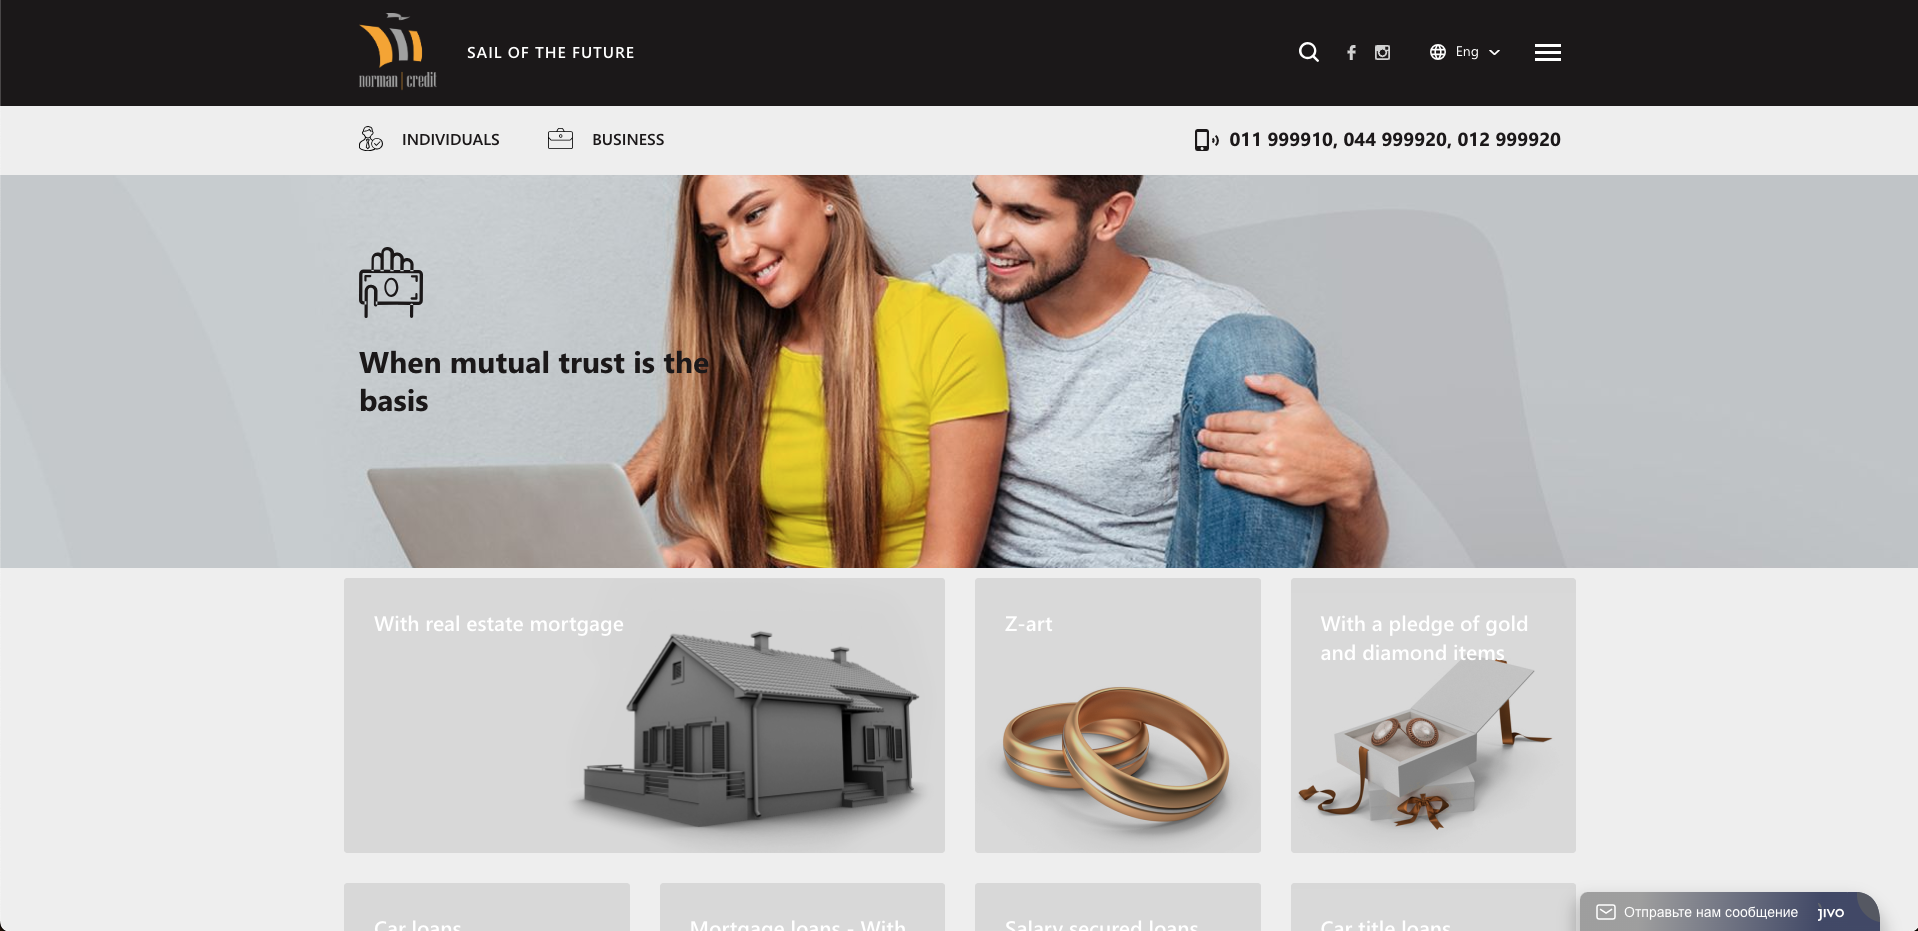 norman | credit
SAIL OF THE FUTURE
Eng
INDIVIDUALS
BUSINESS
011 999910, 044 999920, 012 999920
When mutual trust is the
basis
With real estate mortgage
Z-art
With a pledge of gold
and diamond items
Car loans
Mortgage loans - With
Salary secured loans
Car title loans
Отправьте нам сообщение
jivo